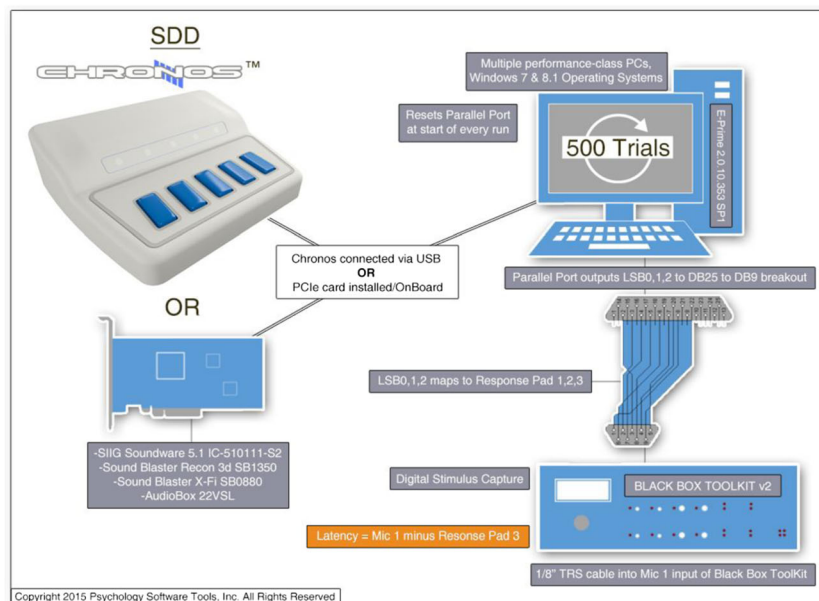 SDD
CHRONOS™
OR
Chronos connected via USB
OR
PCIe card installed/OnBoard
-SIIG Soundware 5.1 IC-510111-S2
-Sound Blaster Recon 3d SB1350
-Sound Blaster X-Fi SB0880
-AudioBox 22VSL
Multiple performance-class PCs,
Windows 7 & 8.1 Operating Systems
Resets Parallel Port
at start of every run
500 Trials
E-Prime 2.0.10.353 SP1
Parallel Port outputs LSB0,1,2 to DB25 to DB9 breakout
LSB0,1,2 maps to Response Pad 1,2,3
Digital Stimulus Capture
BLACK BOX TOOLKIT v2
Latency = Mic 1 minus Resonse Pad 3
1/8" TRS cable into Mic 1 input of Black Box ToolKit
Copyright 2015 Psychology Software Tools, Inc. All Rights Reserved